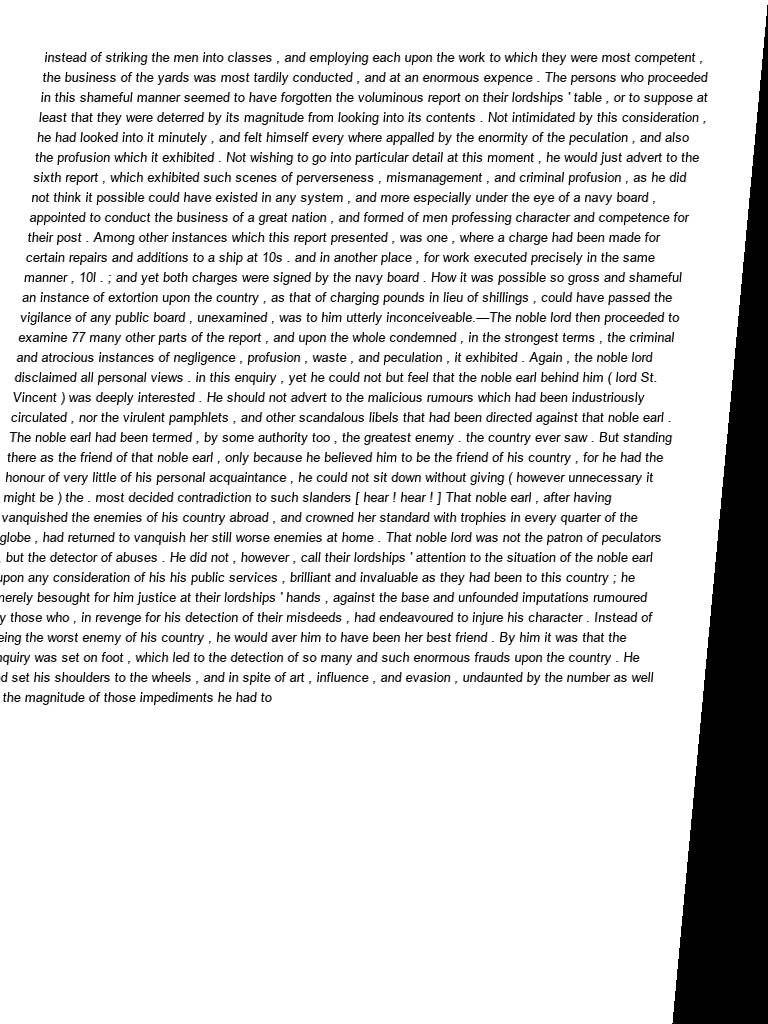 instead of striking the men into classes , and employing each upon the work to which they were most competent ,
the business of the yards was most tardily conducted , and at an enormous expence . The persons who proceeded
in this shameful manner seemed to have forgotten the voluminous report on their lordships ' table , or to suppose at
least that they were deterred by its magnitude from looking into its contents . Not intimidated by this consideration ,
he had looked into it minutely , and felt himself every where appalled by the enormity of the peculation , and also
the profusion which it exhibited . Not wishing to go into particular detail at this moment , he would just advert to the
sixth report , which exhibited such scenes of perverseness , mismanagement , and criminal profusion , as he did
not think it possible could have existed in any system , and more especially under the eye of a navy board ,
appointed to conduct the business of a great nation , and formed of men professing character and competence for
their post . Among other instances which this report presented , was one , where a charge had been made for
certain repairs and additions to a ship at 10s . and in another place , for work executed precisely in the same
manner , 10l . ; and yet both charges were signed by the navy board . How it was possible so gross and shameful
an instance of extortion upon the country , as that of charging pounds in lieu of shillings , could have passed the
vigilance of any public board , unexamined , was to him utterly inconceiveable.—The noble lord then proceeded to
examine 77 many other parts of the report , and upon the whole condemned , in the strongest terms , the criminal
and atrocious instances of negligence , profusion , waste , and peculation , it exhibited . Again , the noble lord
disclaimed all personal views . in this enquiry , yet he could not but feel that the noble earl behind him ( lord St.
Vincent ) was deeply interested . He should not advert to the malicious rumours which had been industriously
circulated , nor the virulent pamphlets , and other scandalous libels that had been directed against that noble earl .
The noble earl had been termed , by some authority too , the greatest enemy . the country ever saw . But standing
there as the friend of that noble earl , only because he believed him to be the friend of his country , for he had the
honour of very little of his personal acquaintance , he could not sit down without giving ( however unnecessary it
might be ) the . most decided contradiction to such slanders [ hear ! hear ! ] That noble earl , after having
vanquished the enemies of his country abroad , and crowned her standard with trophies in every quarter of the
globe , had returned to vanquish her still worse enemies at home . That noble lord was not the patron of peculators
, but the detector of abuses . He did not , however , call their lordships ' attention to the situation of the noble earl
upon any consideration of his his public services , brilliant and invaluable as they had been to this country ; he
merely besought for him justice at their lordships ' hands , against the base and unfounded imputations rumoured
those who , in revenge for his detection of their misdeeds , had endeavoured to injure his character . Instead of
the worst enemy of his country , he would aver him to have been her best friend . By him it was that the
was set on foot , which led to the detection of so many and such enormous frauds upon the country . He
set his shoulders to the wheels , and in spite of art , influence , and evasion , undaunted by the number as well
the magnitude of those impediments he had to